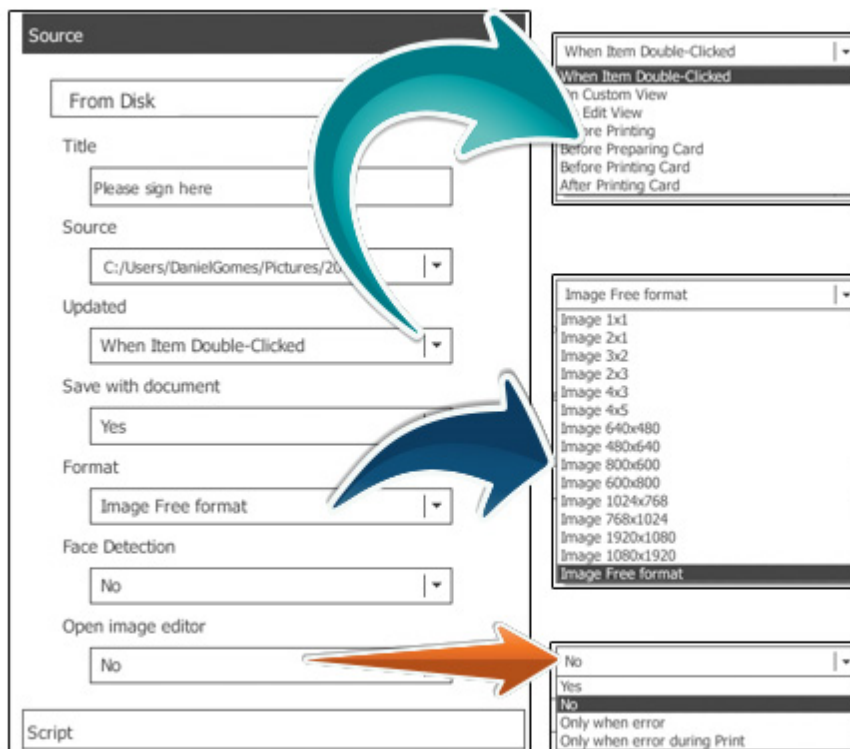 Source
From Disk
Title
Please sign here
Source
C:/Users/DanielGomes/Pictures/20
Updated
When Item Double-Clicked
Save with document
Yes
Format
Image Free format
Face Detection
No
Open image editor
No
Script
When Item Double-Clicked
When Item Double-Clicked
Custom View
Edit View
Printing
Before Preparing Card
Before Printing Card
After Printing Card
Image Free format
Image 1x1
Image 2x1
Image 3x2
Image 2x3
Image 4x3
Image 4x5
Image 640x480
Image 480x640
Image 800x600
Image 600x800
Image 1024x768
Image 768x1024
Image 1920x1080
Image 1080x1920
Image Free format
No
Yes
No
Only when error
Only when error during Print